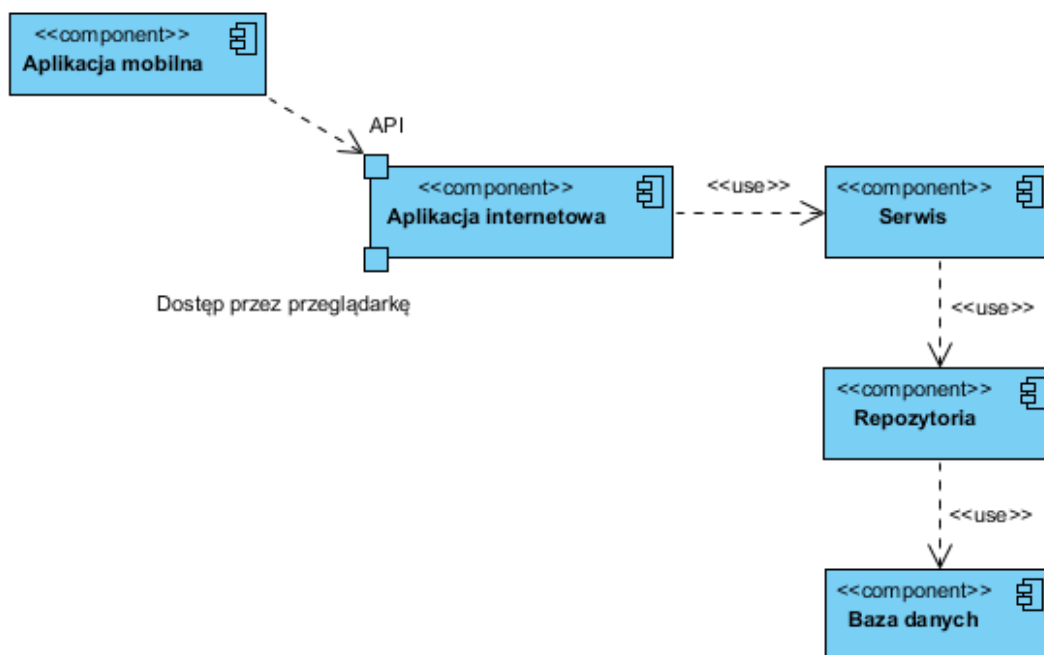 <<component>>
Aplikacja mobilna
API
<<component>>
Aplikacja internetowa
<<use>>
<<component>>
Serwis
Dostęp przez przeglądarkę
<<use>>
<<component>>
Repozytoria
<<use>>
<<component>>
Baza danych